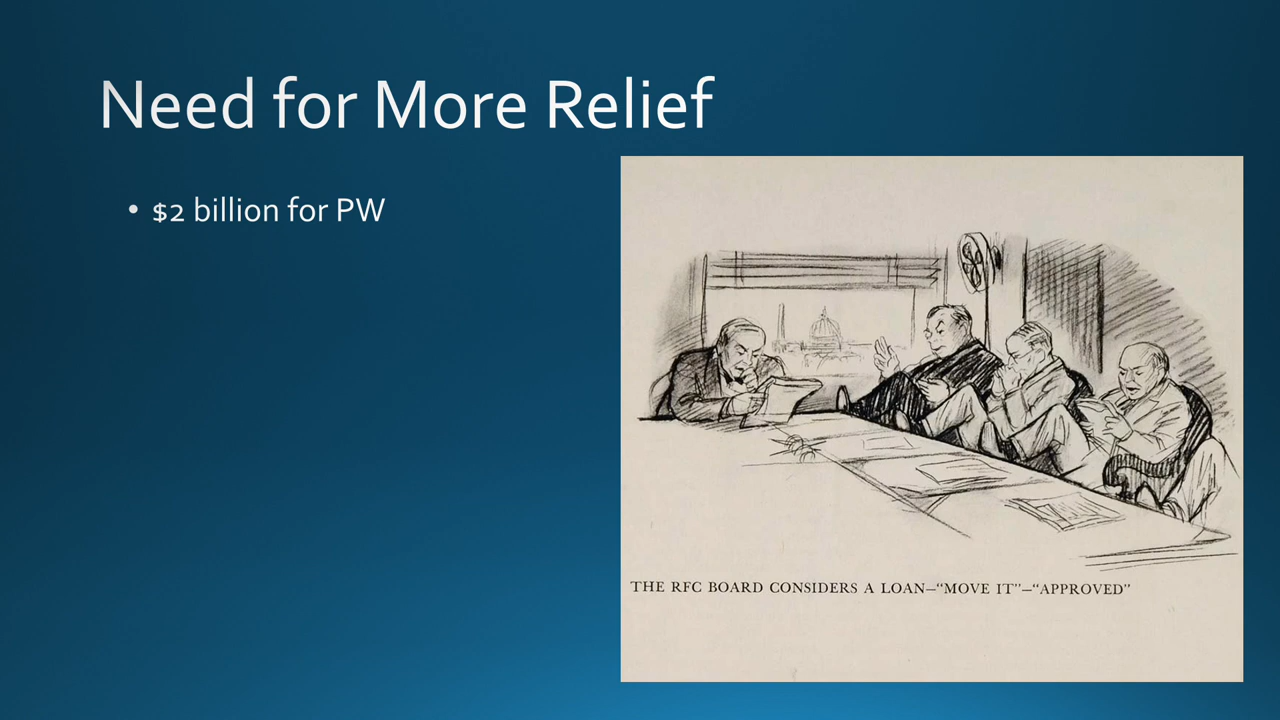 Need for More Relief
• $2 billion for PW
THE RFC BOARD CONSIDERS A LOAN—“MOVE IT”—“APPROVED”